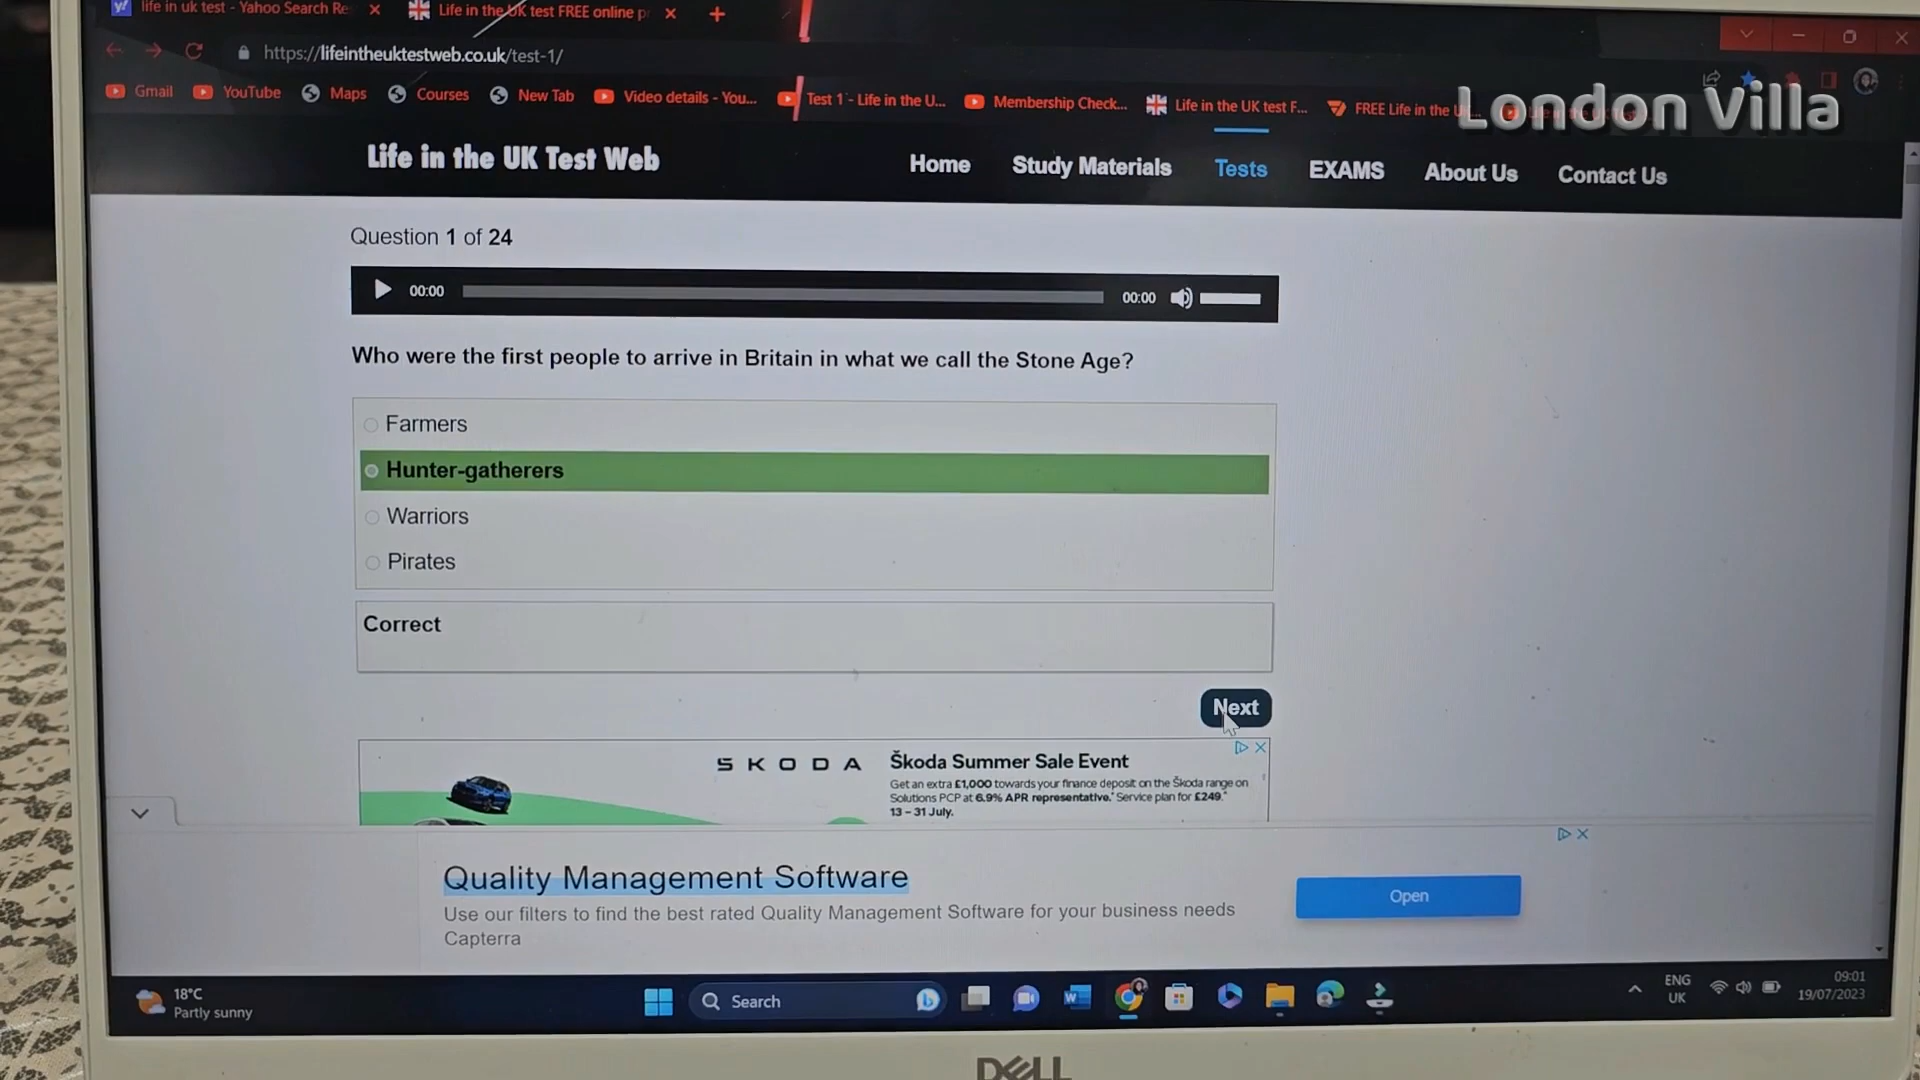 life in uk test - Yahoo Search Re
Life in the UK test FREE online p
https://lifeintheuktestweb.co.uk/test-1/
Gmail
YouTube
Maps
Courses
New Tab
Video details - You...
Test 1 - Life in the U...
Membership Check...
Life in the UK test F...
FREE Life in the U
London Villa
Life in the UK Test Web
Home
Study Materials
Tests
EXAMS
About Us
Contact Us
Question 1 of 24
00:00
00:00
Who were the first people to arrive in Britain in what we call the Stone Age?
Farmers
Hunter-gatherers
Warriors
Pirates
Correct
Next
SKODA
Škoda Summer Sale Event
Get an extra £1,000 towards your finance deposit on the Škoda range on
Solutions PCP at 6.9% APR representative.* Service plan for £249.*
13 – 31 July.
Quality Management Software
Use our filters to find the best rated Quality Management Software for your business needs
Capterra
Open
18°C
Partly sunny
Search
ENG
UK
09:01
19/07/2023
DELL